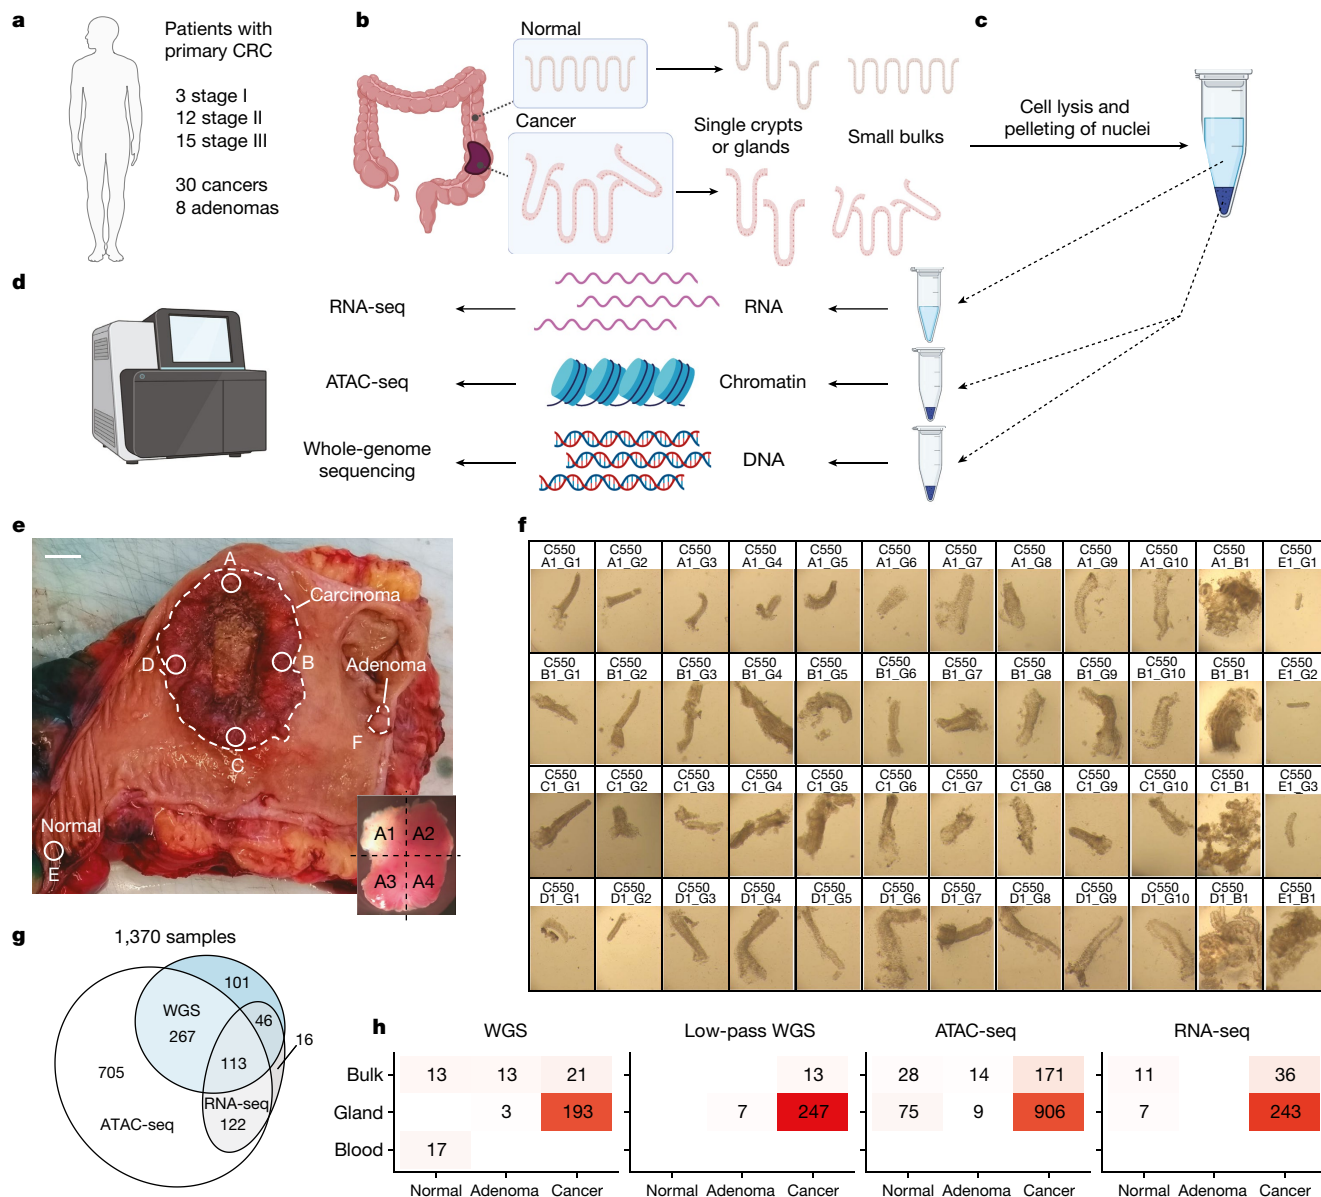 a
Patients with
primary CRC
3 stage I
12 stage II
15 stage III
30 cancers
8 adenomas
b
Normal
Cancer
Single crypts
or glands
Small bulks
c
Cell lysis and
pelleting of nuclei
d
RNA-seq
RNA
ATAC-seq
Chromatin
Whole-genome
sequencing
DNA
e
A
Carcinoma
D
B
Adenoma
F
C
Normal
E
A1 A2
A3 A4
f
C550 C550 C550 C550 C550 C550 C550 C550 C550 C550 C550 C550
A1_G1 A1_G2 A1_G3 A1_G4 A1_G5 A1_G6 A1_G7 A1_G8 A1_G9 A1_G10 A1_B1 E1_G1
C550 C550 C550 C550 C550 C550 C550 C550 C550 C550 C550 C550
B1_G1 B1_G2 B1_G3 B1_G4 B1_G5 B1_G6 B1_G7 B1_G8 B1_G9 B1_G10 B1_B1 E1_G2
C550 C550 C550 C550 C550 C550 C550 C550 C550 C550 C550 C550
C1_G1 C1_G2 C1_G3 C1_G4 C1_G5 C1_G6 C1_G7 C1_G8 C1_G9 C1_G10 C1_B1 E1_G3
C550 C550 C550 C550 C550 C550 C550 C550 C550 C550 C550 C550
D1_G1 D1_G2 D1_G3 D1_G4 D1_G5 D1_G6 D1_G7 D1_G8 D1_G9 D1_G10 D1_B1 E1_B1
g
1,370 samples
101
WGS
267
46
16
113
705
RNA-seq
122
ATAC-seq
h
WGS Low-pass WGS ATAC-seq RNA-seq
Bulk 13 13 21 13 28 14 171 11 36
Gland 3 193 7 247 75 9 906 7 243
Blood 17
Normal Adenoma Cancer Normal Adenoma Cancer Normal Adenoma Cancer Normal Adenoma Cancer